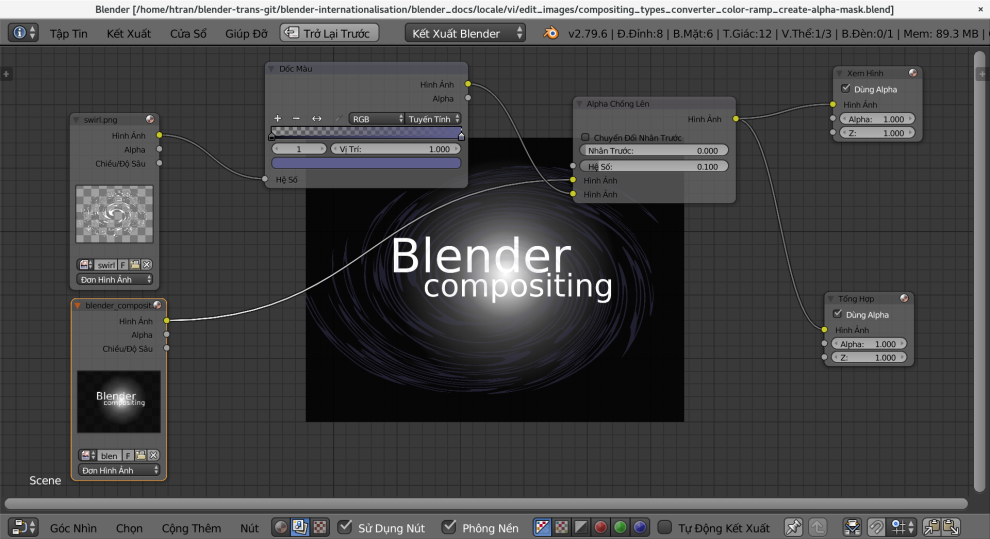 Blender [/home/htran/blender-trans-git/blender-internationalisation/blender_docs/locale/vi/edit_images/compositing_types_converter_color-ramp_create-alpha-mask.blend]
Tập Tin Kết Xuất Cửa Sổ Giúp Đỡ Trở Lại Trước Kết Xuất Blender v2.79.6 | Đ.Đỉnh:8 | B.Mặt:6 | T.Giác:12 | V.Thể:1/3 | B.Đèn:0/1 | Mem: 89.3 MB |
Dốc Màu
Hình Ảnh
Alpha
RGB Tuyến Tính
1 Vị Trí: 1.000
Hệ Số
swirl.png
Hình Ảnh
Alpha
Chiều/Độ Sâu
swirl F
Đơn Hình Ảnh
blender_composit
Hình Ảnh
Alpha
Chiều/Độ Sâu
Blender
compositing
blen F
Đơn Hình Ảnh
Alpha Chồng Lên
Hình Ảnh
Chuyển Đổi Nhân Trước
Nhân Trước: 0.000
Hệ Số: 0.100
Hình Ảnh
Hình Ảnh
Blender
compositing
Xem Hình
Dùng Alpha
Hình Ảnh
Alpha: 1.000
Z: 1.000
Tổng Hợp
Dùng Alpha
Hình Ảnh
Alpha: 1.000
Z: 1.000
Scene
Góc Nhìn Chọn Cộng Thêm Nút Sử Dụng Nút Phông Nền Tự Động Kết Xuất